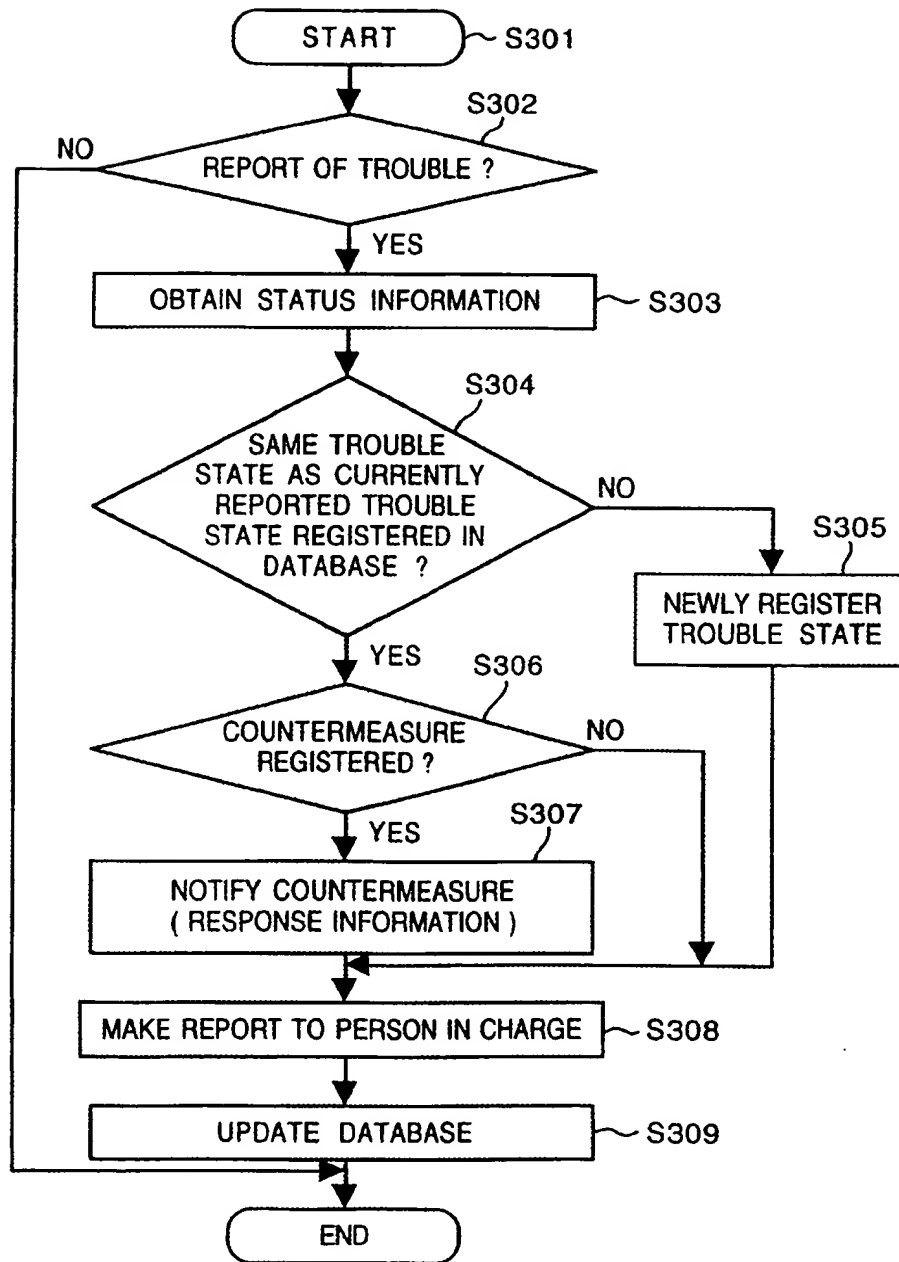 START
S301
S302
NO
REPORT OF TROUBLE ?
YES
OBTAIN STATUS INFORMATION
S303
S304
SAME TROUBLE
STATE AS CURRENTLY
REPORTED TROUBLE
STATE REGISTERED IN
DATABASE ?
NO
S305
NEWLY REGISTER
TROUBLE STATE
YES
S306
COUNTERMEASURE
REGISTERED ?
NO
YES
S307
NOTIFY COUNTERMEASURE
( RESPONSE INFORMATION )
MAKE REPORT TO PERSON IN CHARGE
S308
UPDATE DATABASE
S309
END